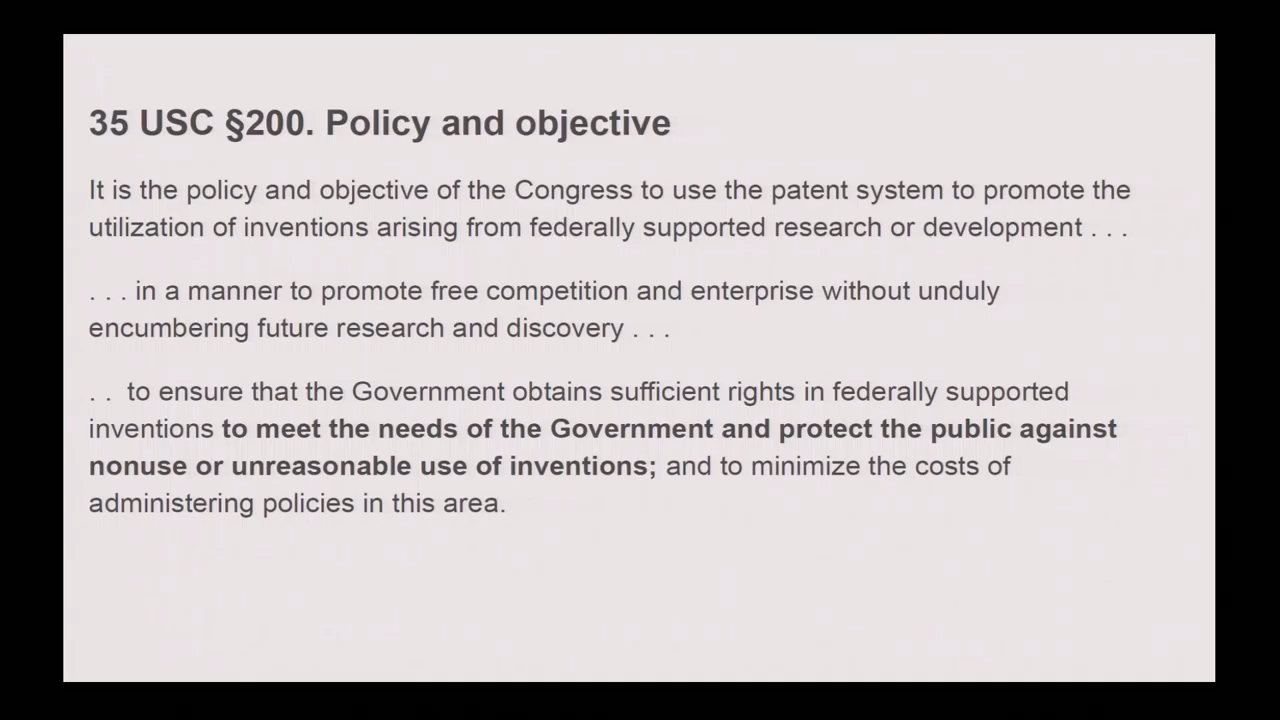 35 USC §200. Policy and objective
It is the policy and objective of the Congress to use the patent system to promote the
utilization of inventions arising from federally supported research or development . . .
. . . in a manner to promote free competition and enterprise without unduly
encumbering future research and discovery . . .
. .  to ensure that the Government obtains sufficient rights in federally supported
inventions to meet the needs of the Government and protect the public against
nonuse or unreasonable use of inventions; and to minimize the costs of
administering policies in this area.